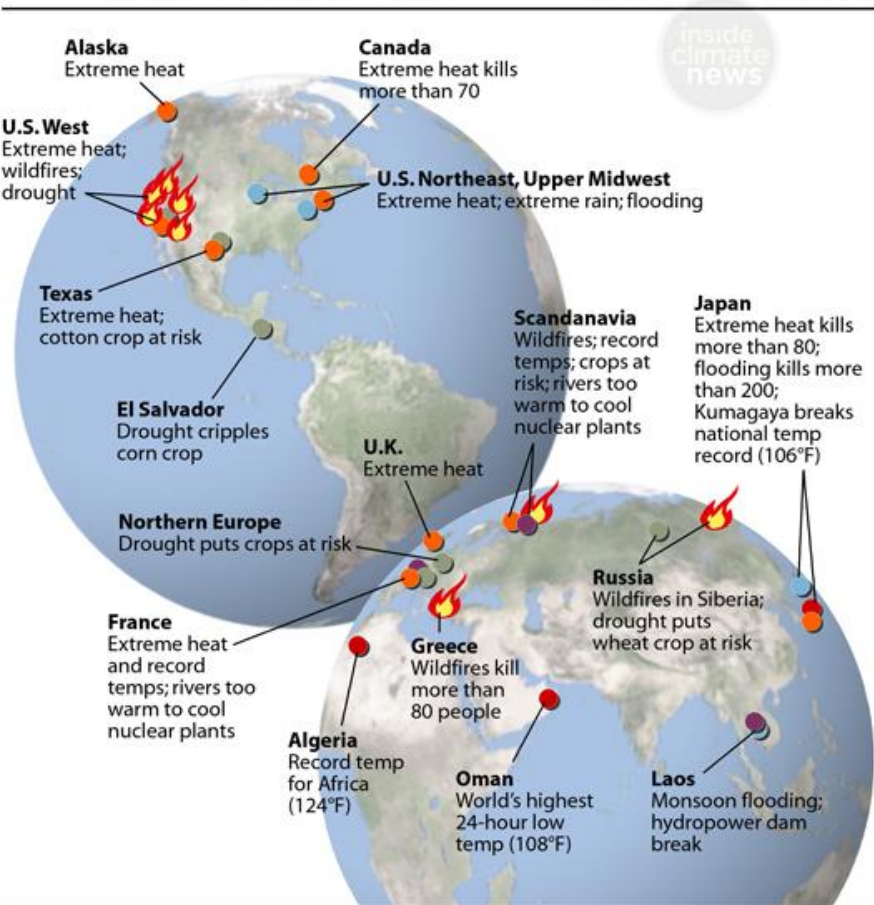 inside
climate
news
Alaska
Extreme heat
Canada
Extreme heat kills
more than 70
U.S. West
Extreme heat;
wildfires;
drought
U.S. Northeast, Upper Midwest
Extreme heat; extreme rain; flooding
Texas
Extreme heat;
cotton crop at risk
El Salvador
Drought cripples
corn crop
Scandanavia
Wildfires; record
temps; crops at
risk; rivers too
warm to cool
nuclear plants
Japan
Extreme heat kills
more than 80;
flooding kills more
than 200;
Kumagaya breaks
national temp
record (106°F)
U.K.
Extreme heat
Northern Europe
Drought puts crops at risk
France
Extreme heat
and record
temps; rivers too
warm to cool
nuclear plants
Greece
Wildfires kill
more than
80 people
Russia
Wildfires in Siberia;
drought puts
wheat crop at risk
Algeria
Record temp
for Africa
(124°F)
Oman
World's highest
24-hour low
temp (108°F)
Laos
Monsoon flooding;
hydropower dam
break